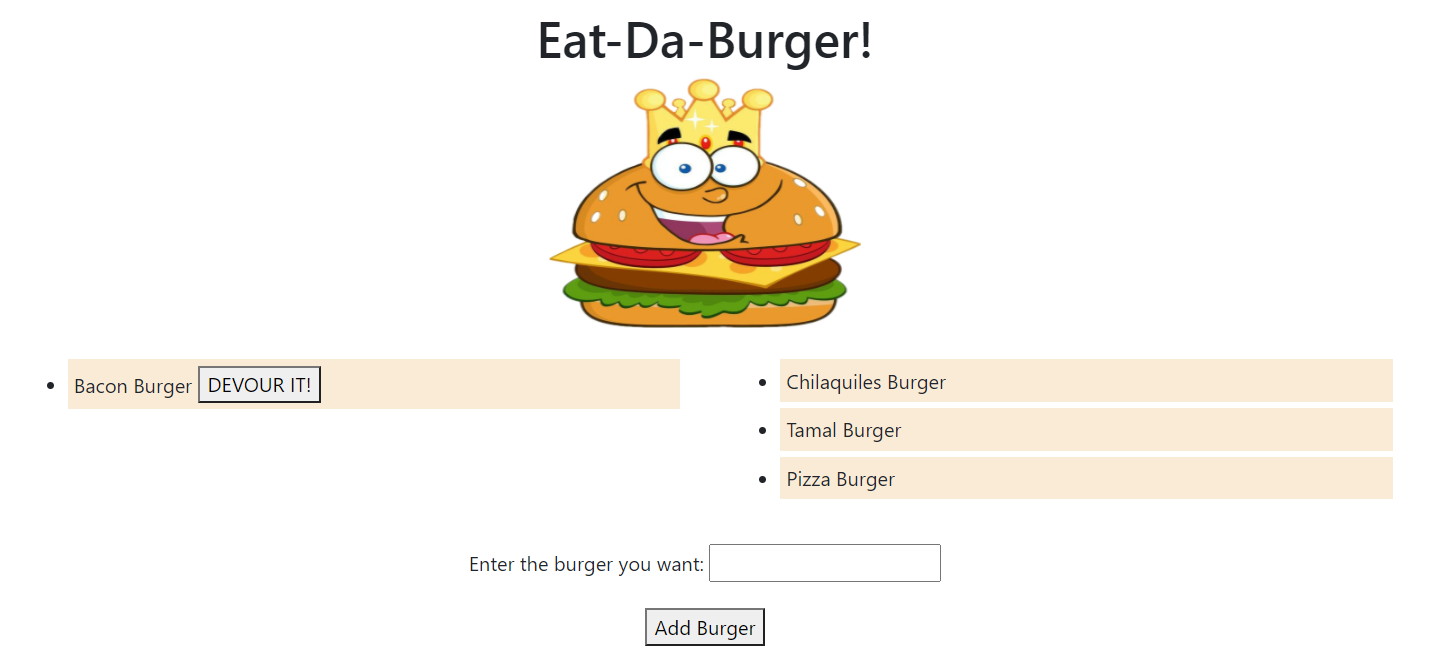 Eat-Da-Burger!
Bacon Burger DEVOUR IT!
Chilaquiles Burger
Tamal Burger
Pizza Burger
Enter the burger you want:
Add Burger